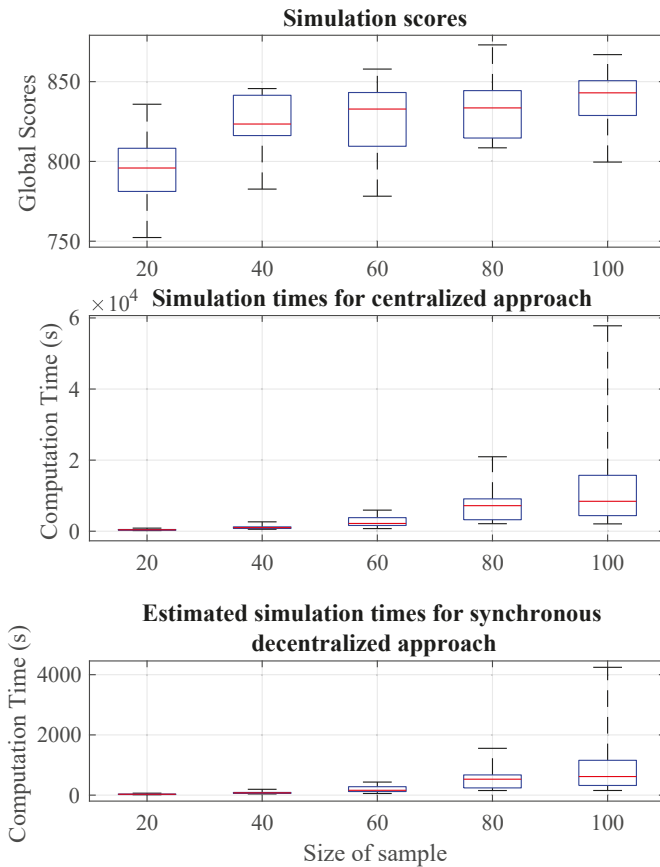 Simulation scores
Global Scores
850
800
750
20 40 60 80 100
× 10^4
Simulation times for centralized approach
Computation Time (s)
6
4
2
0
20 40 60 80 100
Estimated simulation times for synchronous
decentralized approach
Computation Time (s)
4000
2000
0
20 40 60 80 100
Size of sample